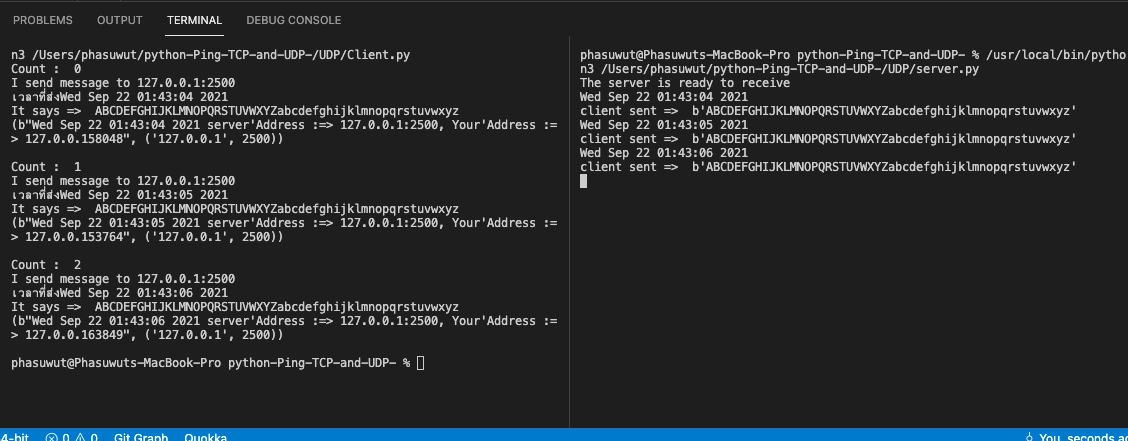 PROBLEMS OUTPUT TERMINAL DEBUG CONSOLE
n3 /Users/phasuwut/python-Ping-TCP-and-UDP-/UDP/Client.py
Count :  0
I send message to 127.0.0.1:2500
เวลาที่ส่งWed Sep 22 01:43:04 2021
It says =>  ABCDEFGHIJKLMNOPQRSTUVWXYZabcdefghijklmnopqrstuvwxyz
(b"Wed Sep 22 01:43:04 2021 server'Address :=> 127.0.0.1:2500, Your'Address :=
> 127.0.0.158048", ('127.0.0.1', 2500))
Count :  1
I send message to 127.0.0.1:2500
เวลาที่ส่งWed Sep 22 01:43:05 2021
It says =>  ABCDEFGHIJKLMNOPQRSTUVWXYZabcdefghijklmnopqrstuvwxyz
(b"Wed Sep 22 01:43:05 2021 server'Address :=> 127.0.0.1:2500, Your'Address :=
> 127.0.0.153764", ('127.0.0.1', 2500))
Count :  2
I send message to 127.0.0.1:2500
เวลาที่ส่งWed Sep 22 01:43:06 2021
It says =>  ABCDEFGHIJKLMNOPQRSTUVWXYZabcdefghijklmnopqrstuvwxyz
(b"Wed Sep 22 01:43:06 2021 server'Address :=> 127.0.0.1:2500, Your'Address :=
> 127.0.0.163849", ('127.0.0.1', 2500))
phasuwut@Phasuwuts-MacBook-Pro python-Ping-TCP-and-UDP- %
phasuwut@Phasuwuts-MacBook-Pro python-Ping-TCP-and-UDP- % /usr/local/bin/pytho
n3 /Users/phasuwut/python-Ping-TCP-and-UDP-/UDP/server.py
The server is ready to receive
Wed Sep 22 01:43:04 2021
client sent =>  b'ABCDEFGHIJKLMNOPQRSTUVWXYZabcdefghijklmnopqrstuvwxyz'
Wed Sep 22 01:43:05 2021
client sent =>  b'ABCDEFGHIJKLMNOPQRSTUVWXYZabcdefghijklmnopqrstuvwxyz'
Wed Sep 22 01:43:06 2021
client sent =>  b'ABCDEFGHIJKLMNOPQRSTUVWXYZabcdefghijklmnopqrstuvwxyz'
4-bit 0 0 Git Graph Quokka You, seconds ag